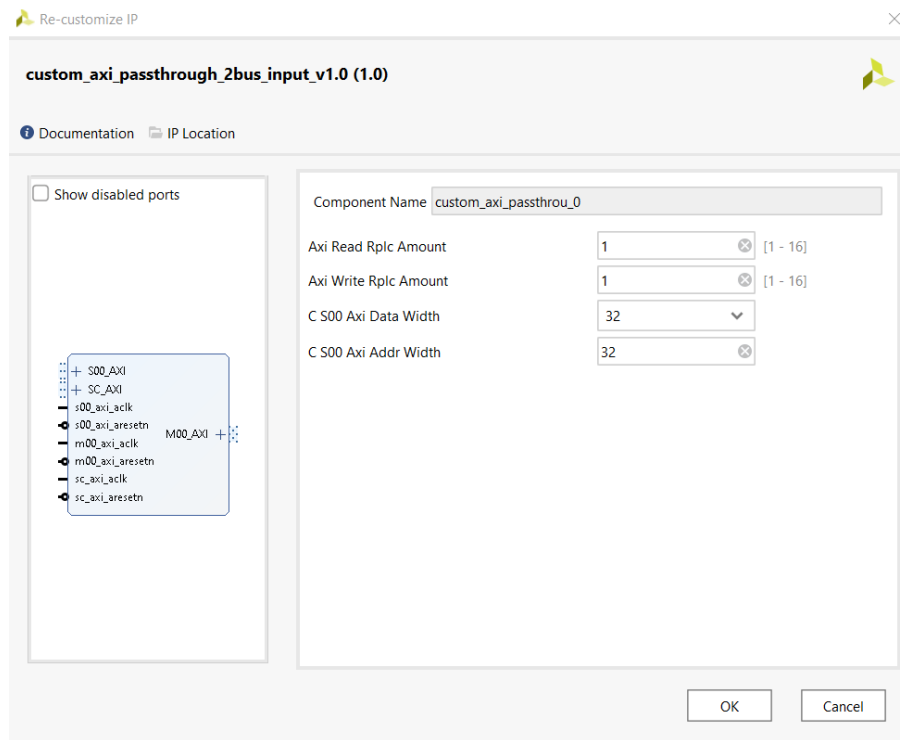 Re-customize IP
custom_axi_passthrough_2bus_input_v1.0 (1.0)
Documentation IP Location
Show disabled ports
S00_AXI
SC_AXI
s00_axi_aclk
s00_axi_aresetn
m00_axi_aclk
m00_axi_aresetn
sc_axi_aclk
sc_axi_aresetn
M00_AXI
Component Name custom_axi_passthrou_0
Axi Read Rplc Amount 1 [1 - 16]
Axi Write Rplc Amount 1 [1 - 16]
C S00 Axi Data Width 32
C S00 Axi Addr Width 32
OK Cancel